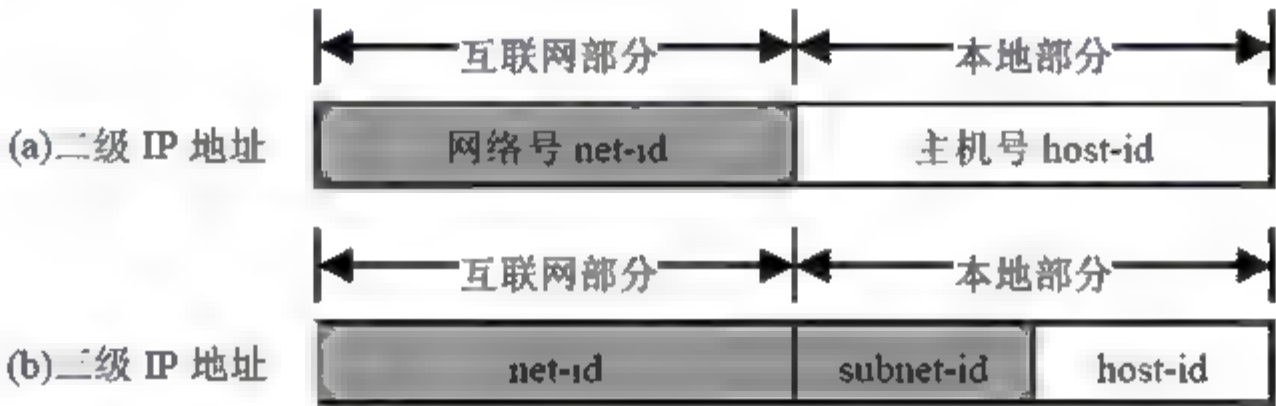 互联网部分 本地部分
(a)二级 IP 地址 网络号 net-id 主机号 host-id
互联网部分 本地部分
(b)三级 IP 地址 net-id subnet-id host-id